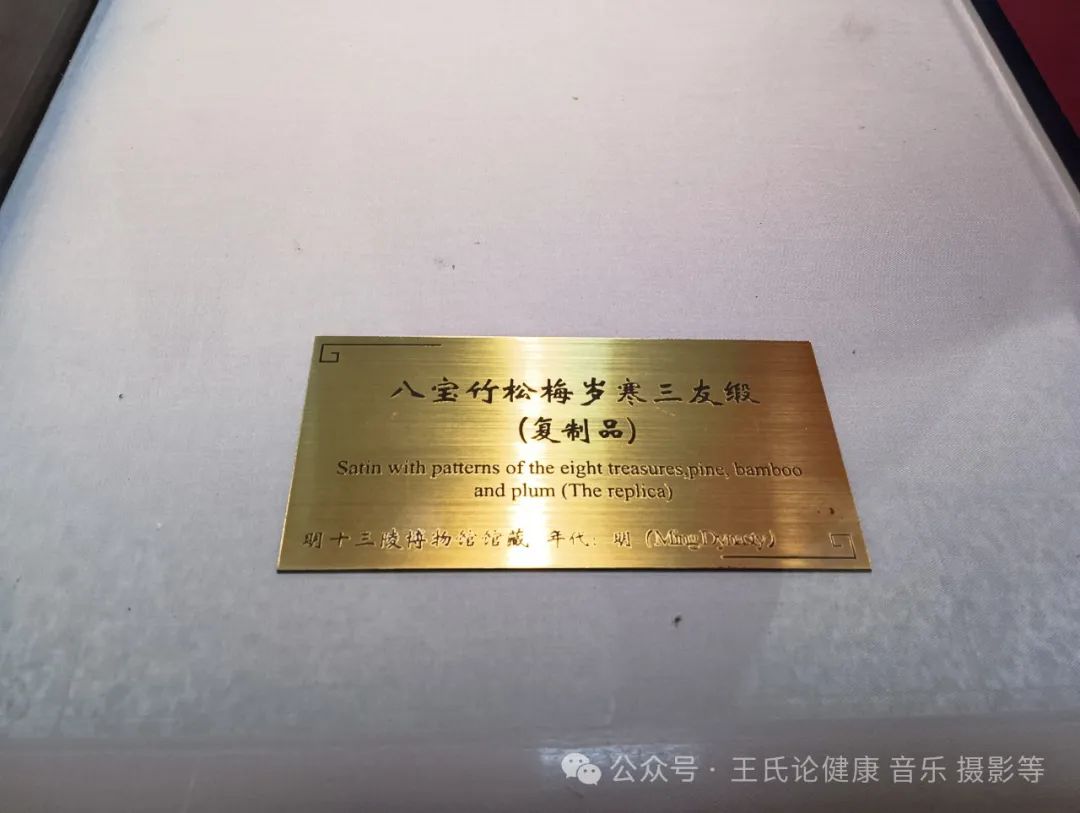 八宝竹松梅岁寒三友缎
(复制品)
Satin with patterns of the eight treasures,pine, bamboo
and plum (The replica)
明十三陵博物馆馆藏 年代: 明 (Ming Dynasty)
公众号 · 王氏论健康 音乐 摄影等